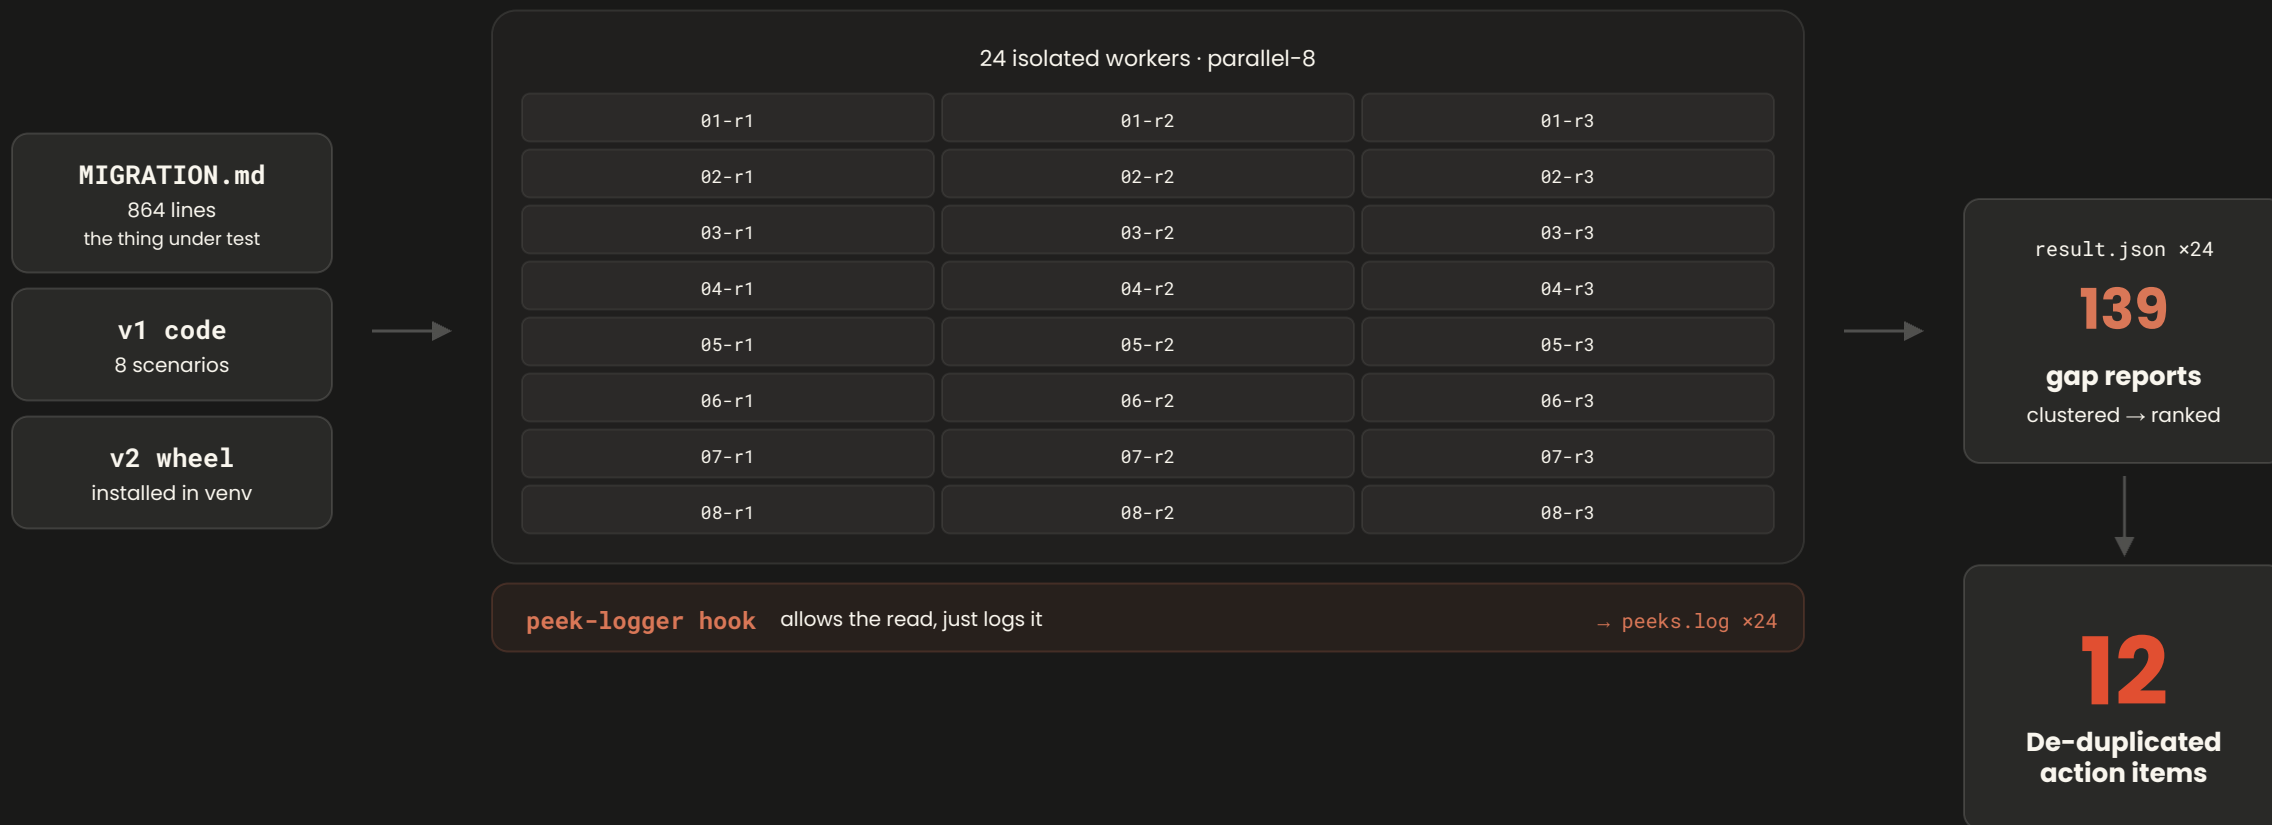 MIGRATION.md
864 lines
the thing under test
v1 code
8 scenarios
v2 wheel
installed in venv
24 isolated workers · parallel-8
01-r1 01-r2 01-r3
02-r1 02-r2 02-r3
03-r1 03-r2 03-r3
04-r1 04-r2 04-r3
05-r1 05-r2 05-r3
06-r1 06-r2 06-r3
07-r1 07-r2 07-r3
08-r1 08-r2 08-r3
peek-logger hook allows the read, just logs it → peeks.log ×24
result.json ×24
139
gap reports
clustered → ranked
12
De-duplicated
action items